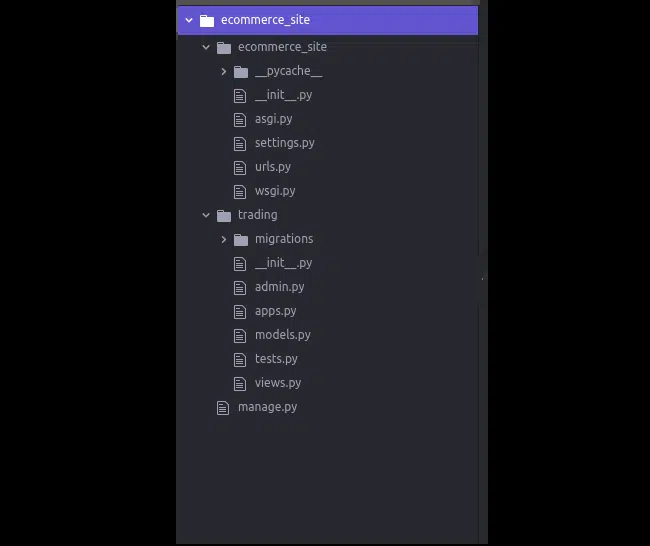 ecommerce_site
ecommerce_site
__pycache__
__init__.py
asgi.py
settings.py
urls.py
wsgi.py
trading
migrations
__init__.py
admin.py
apps.py
models.py
tests.py
views.py
manage.py